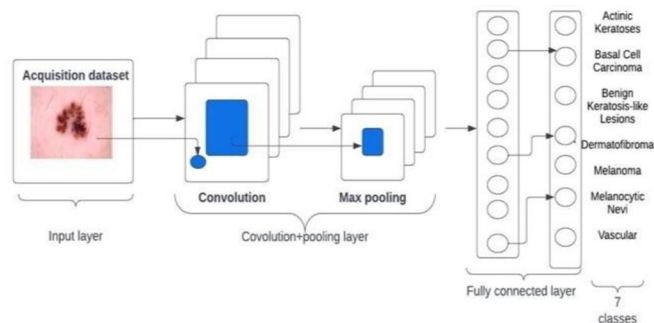 Acquisition dataset
Convolution
Max pooling
Input layer
Covolution+pooling layer
Actinic
Keratoses
Basal Cell
Carcinoma
Benign
Keratosis-like
Lesions
Dermatofibroma
Melanoma
Melanocytic
Nevi
Vascular
Fully connected layer
7
classes